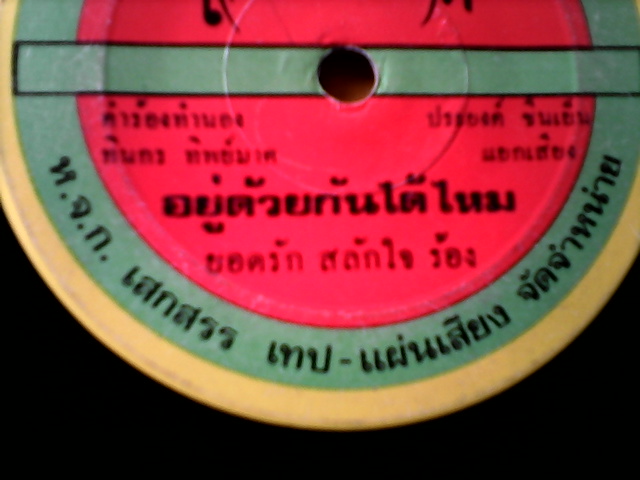 คำร้องทำนอง
ทินกร ทิพย์มาศ
ประยงค์ ชื่นเย็น
แยกเสียง
อยู่ด้วยกันได้ไหม
ยอดรัก สลักใจ ร้อง
ห.จ.ก. เสกสรร เทป-แผ่นเสียง จัดจำหน่าย